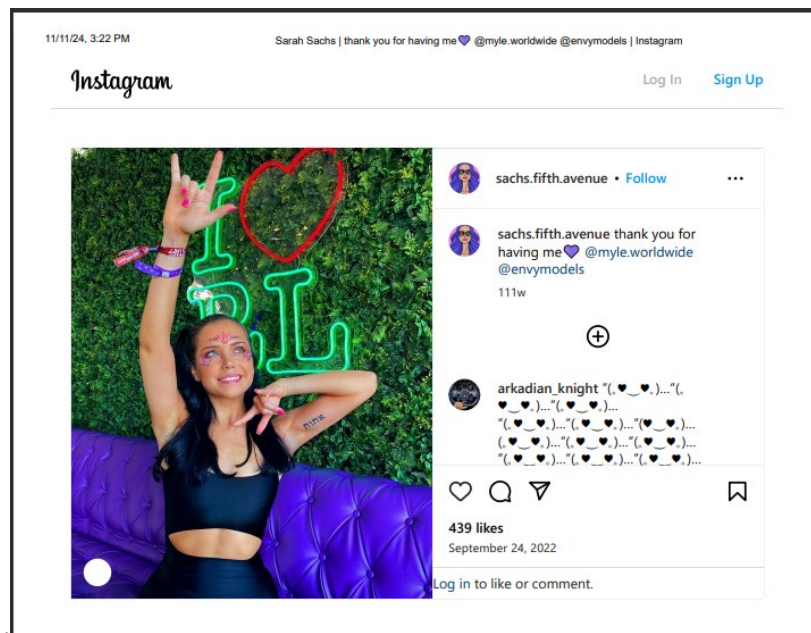 11/11/24, 3:22 PM
Sarah Sachs | thank you for having me💜 @myle.worldwide @envymodels | Instagram
Instagram
Log In
Sign Up
sachs.fifth.avenue • Follow
sachs.fifth.avenue thank you for
having me💜 @myle.worldwide
@envymodels
111w
arkadian_knight “(｡♥‿♥｡)...“(｡
♥‿♥｡)...“(｡♥‿♥｡)...
“(｡♥‿♥｡)...“(｡♥‿♥｡)...“(♥‿♥｡)...
(｡♥‿♥｡)...“(｡♥‿♥｡)...“(｡♥‿♥｡)...
“(｡♥‿♥｡)...“(｡♥‿♥｡)...“(｡♥‿♥｡)...
439 likes
September 24, 2022
Log in to like or comment.
I
RL